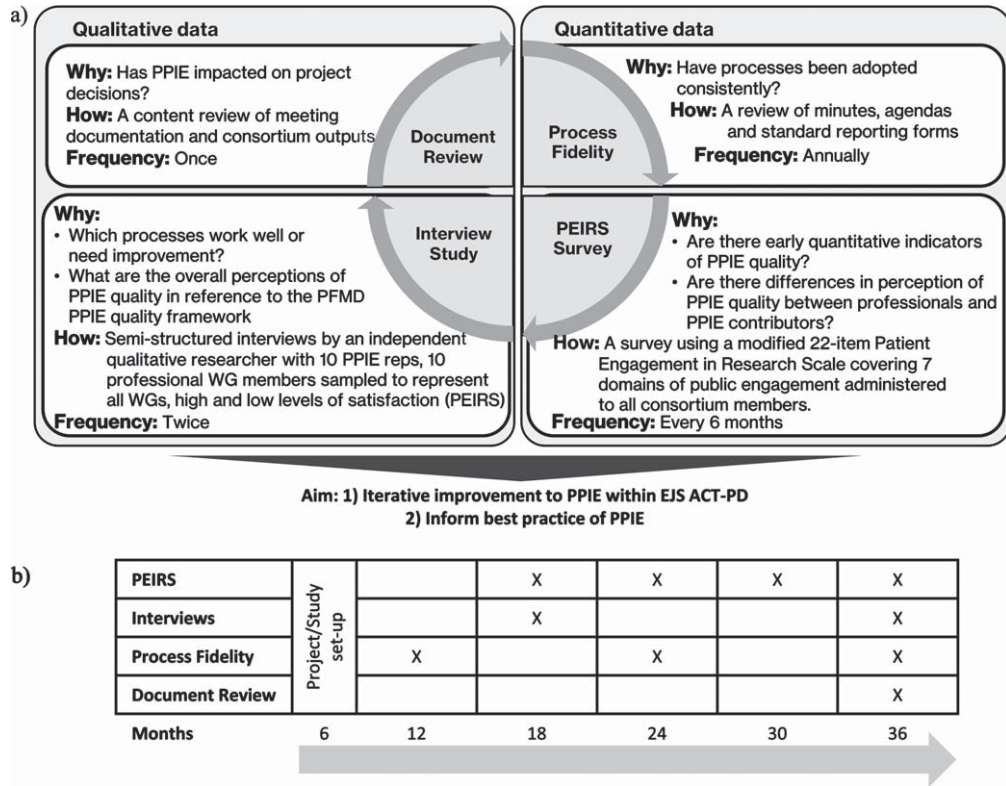 a)
Qualitative data
Why: Has PPIE impacted on project
decisions?
How: A content review of meeting
documentation and consortium outputs
Frequency: Once
Document
Review
Quantitative data
Why: Have processes been adopted
consistently?
How: A review of minutes, agendas
and standard reporting forms
Frequency: Annually
Process
Fidelity
Why:
• Which processes work well or
need improvement?
• What are the overall perceptions of
PPIE quality in reference to the PFMD
PPIE quality framework
How: Semi-structured interviews by an independent
qualitative researcher with 10 PPIE reps, 10
professional WG members sampled to represent
all WGs, high and low levels of satisfaction (PEIRS)
Frequency: Twice
Interview
Study
PEIRS
Survey
Why:
• Are there early quantitative indicators
of PPIE quality?
• Are there differences in perception of
PPIE quality between professionals and
PPIE contributors?
How: A survey using a modified 22-item Patient
Engagement in Research Scale covering 7
domains of public engagement administered
to all consortium members.
Frequency: Every 6 months
Aim: 1) Iterative improvement to PPIE within EJS ACT-PD
2) Inform best practice of PPIE
b)
Project/Study
set-up
PEIRS X X X X
Interviews X X
Process Fidelity X X X
Document Review X
Months 6 12 18 24 30 36